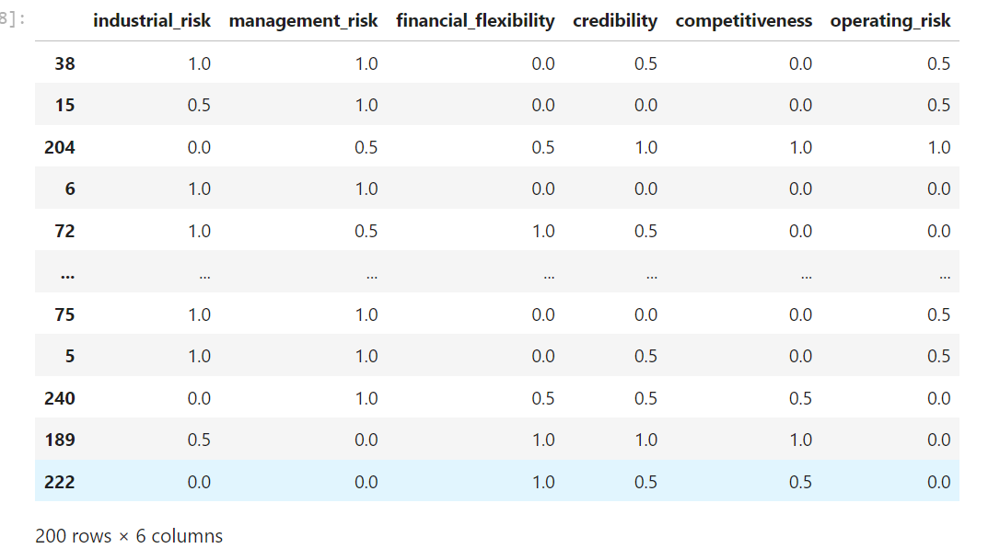 8]:
industrial_risk management_risk financial_flexibility credibility competitiveness operating_risk
38 1.0 1.0 0.0 0.5 0.0 0.5
15 0.5 1.0 0.0 0.0 0.0 0.5
204 0.0 0.5 0.5 1.0 1.0 1.0
6 1.0 1.0 0.0 0.0 0.0 0.0
72 1.0 0.5 1.0 0.5 0.0 0.0
... ... ... ... ... ... ...
75 1.0 1.0 0.0 0.0 0.0 0.5
5 1.0 1.0 0.0 0.5 0.0 0.5
240 0.0 1.0 0.5 0.5 0.5 0.0
189 0.5 0.0 1.0 1.0 1.0 0.0
222 0.0 0.0 1.0 0.5 0.5 0.0
200 rows × 6 columns